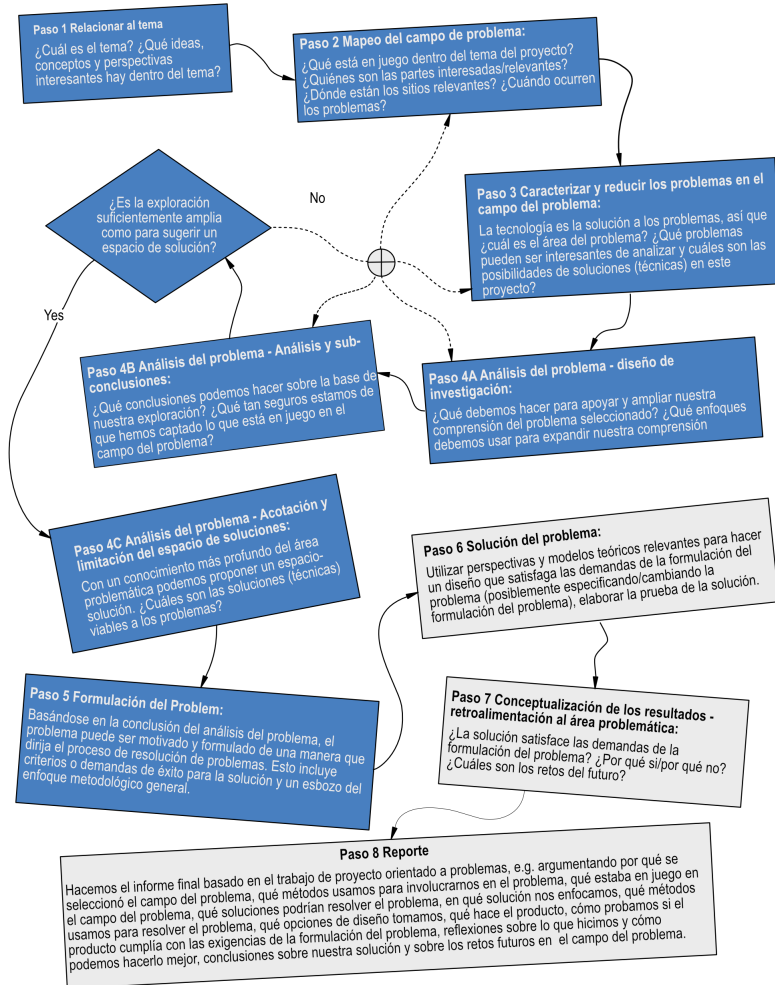 Paso 1 Relacionar al tema
¿Cuál es el tema? ¿Qué ideas,
conceptos y perspectivas
interesantes hay dentro del tema?
Paso 2 Mapeo del campo de problema:
¿Qué está en juego dentro del tema del proyecto?
¿Quiénes son las partes interesadas/relevantes?
¿Dónde están los sitios relevantes? ¿Cuándo ocurren
los problemas?
Paso 3 Caracterizar y reducir los problemas en el
campo del problema:
La tecnología es la solución a los problemas, así que
¿cuál es el área del problema? ¿Qué problemas
pueden ser interesantes de analizar y cuáles son las
posibilidades de soluciones (técnicas) en este
proyecto?
¿Es la exploración
suficientemente amplia
como para sugerir un
espacio de solución?
No
Yes
Paso 4A Análisis del problema - diseño de
investigación:
¿Qué debemos hacer para apoyar y ampliar nuestra
comprensión del problema seleccionado? ¿Qué enfoques
debemos usar para expandir nuestra comprensión
Paso 4B Análisis del problema - Análisis y sub-
conclusiones:
¿Qué conclusiones podemos hacer sobre la base de
nuestra exploración? ¿Qué tan seguros estamos de
que hemos captado lo que está en juego en el
campo del problema?
Paso 4C Análisis del problema - Acotación y
limitación del espacio de soluciones:
Con un conocimiento más profundo del área
problemática podemos proponer un espacio-
solución. ¿Cuáles son las soluciones (técnicas)
viables a los problemas?
Paso 5 Formulación del Problem:
Basándose en la conclusión del análisis del problema, el
problema puede ser motivado y formulado de una manera que
dirija el proceso de resolución de problemas. Esto incluye
criterios o demandas de éxito para la solución y un esbozo del
enfoque metodológico general.
Paso 6 Solución del problema:
Utilizar perspectivas y modelos teóricos relevantes para hacer
un diseño que satisfaga las demandas de la formulación del
problema (posiblemente especificando/cambiando la
formulación del problema), elaborar la prueba de la solución.
Paso 7 Conceptualización de los resultados -
retroalimentación al área problemática:
¿La solución satisface las demandas de la
formulación del problema? ¿Por qué si/por qué no?
¿Cuáles son los retos del futuro?
Paso 8 Reporte
Hacemos el informe final basado en el trabajo de proyecto orientado a problemas, e.g. argumentando por qué se
seleccionó el campo del problema, qué métodos usamos para involucrarnos en el problema, qué estaba en juego en
el campo del problema, qué soluciones podrían resolver el problema, en qué solución nos enfocamos, qué métodos
usamos para resolver el problema, qué opciones de diseño tomamos, qué hace el producto, cómo probamos si el
producto cumplía con las exigencias de la formulación del problema, reflexiones sobre lo que hicimos y cómo
podemos hacerlo mejor, conclusiones sobre nuestra solución y sobre los retos futuros en el campo del problema.